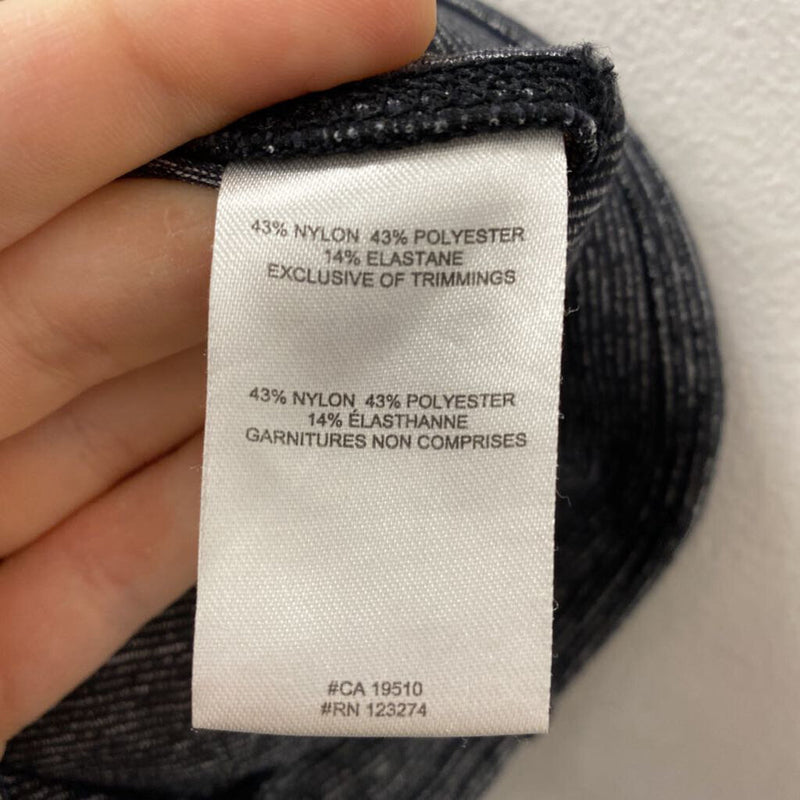 43% NYLON 43% POLYESTER
14% ELASTANE
EXCLUSIVE OF TRIMMINGS
43% NYLON 43% POLYESTER
14% ÉLASTHANNE
GARNITURES NON COMPRISES
#CA 19510
#RN 123274